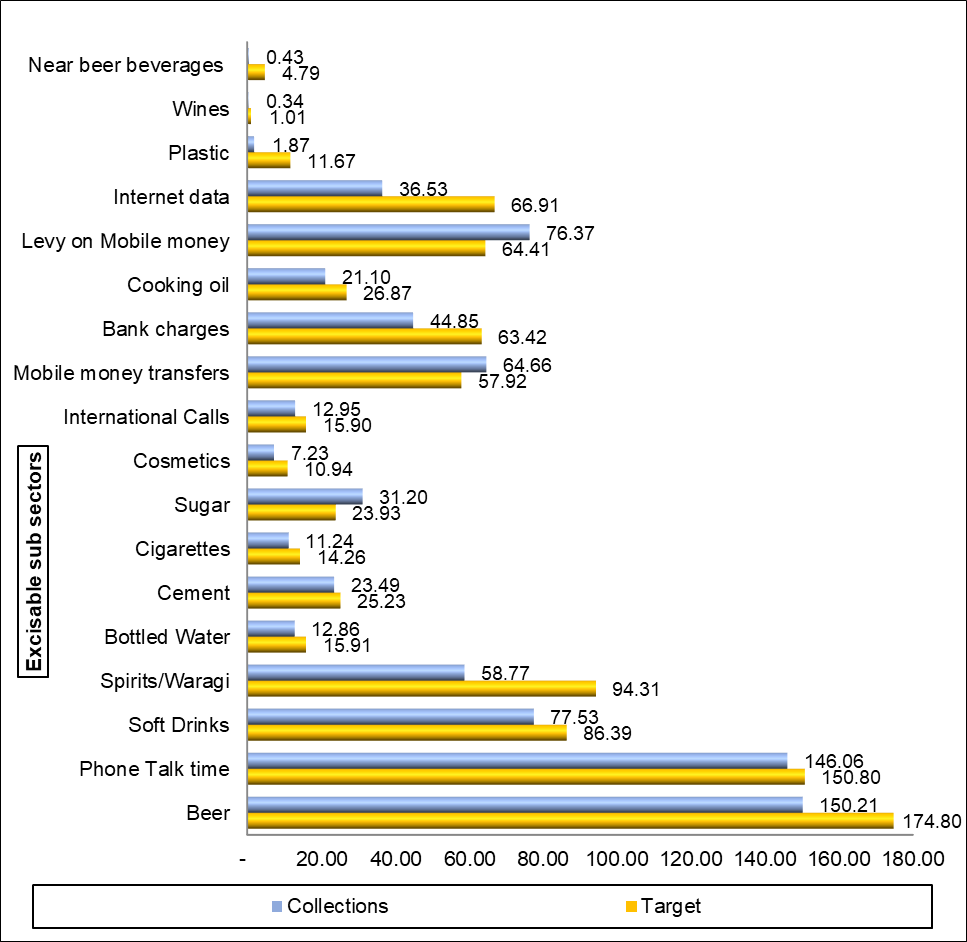 Near beer beverages 0.43
4.79
Wines 0.34
1.01
Plastic 1.87
11.67
Internet data 36.53
66.91
Levy on Mobile money 76.37
64.41
Cooking oil 21.10
26.87
Bank charges 44.85
63.42
Mobile money transfers 64.66
57.92
International Calls 12.95
15.90
Cosmetics 7.23
10.94
Sugar 31.20
23.93
Cigarettes 11.24
14.26
Cement 23.49
25.23
Bottled Water 12.86
15.91
Spirits/Waragi 58.77
94.31
Soft Drinks 77.53
86.39
Phone Talk time 146.06
150.80
Beer 150.21
174.80
Excisable sub sectors
- 20.00 40.00 60.00 80.00 100.00 120.00 140.00 160.00 180.00
Collections Target